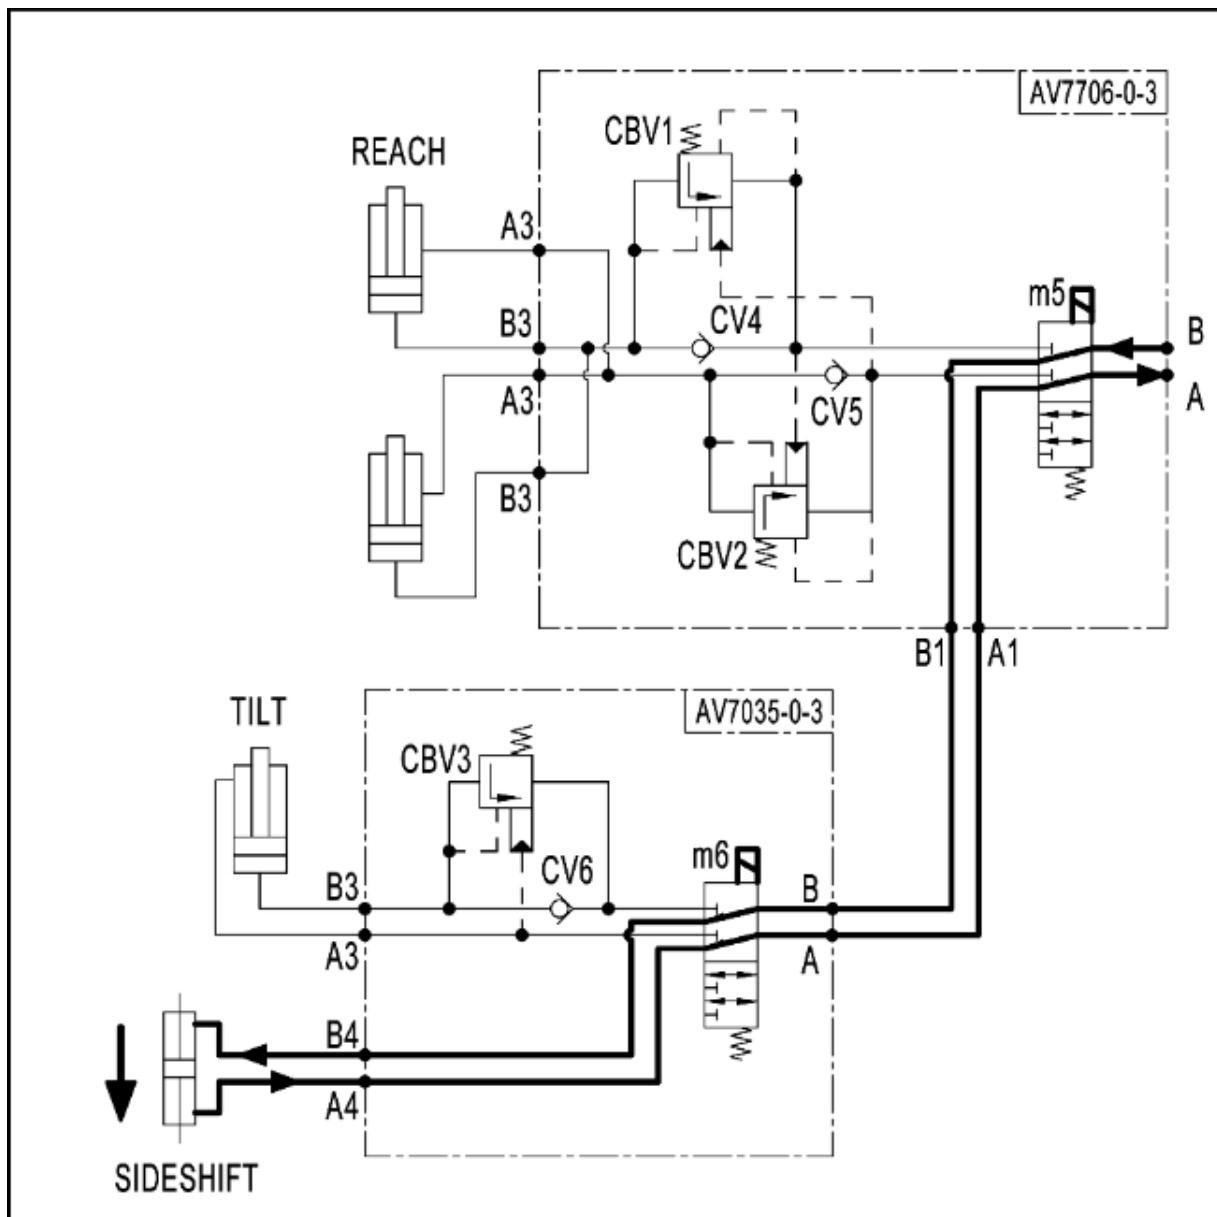 AV7706-0-3
CBV1
REACH
A3
m5
B3
CV4
B
A3
CV5
A
B3
CBV2
B1
A1
TILT
AV7035-0-3
CBV3
m6
CV6
B3
B
A3
A
B4
A4
SIDESHIFT